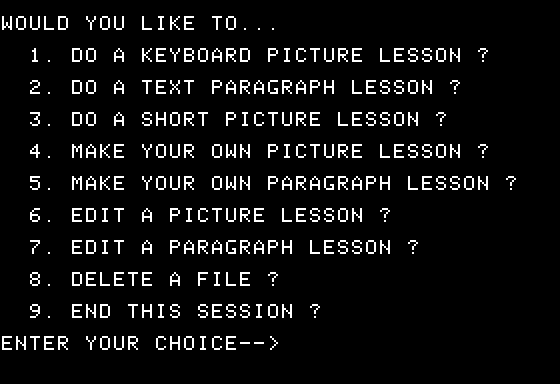 WOULD YOU LIKE TO...
1. DO A KEYBOARD PICTURE LESSON ?
2. DO A TEXT PARAGRAPH LESSON ?
3. DO A SHORT PICTURE LESSON ?
4. MAKE YOUR OWN PICTURE LESSON ?
5. MAKE YOUR OWN PARAGRAPH LESSON ?
6. EDIT A PICTURE LESSON ?
7. EDIT A PARAGRAPH LESSON ?
8. DELETE A FILE ?
9. END THIS SESSION ?
ENTER YOUR CHOICE-->